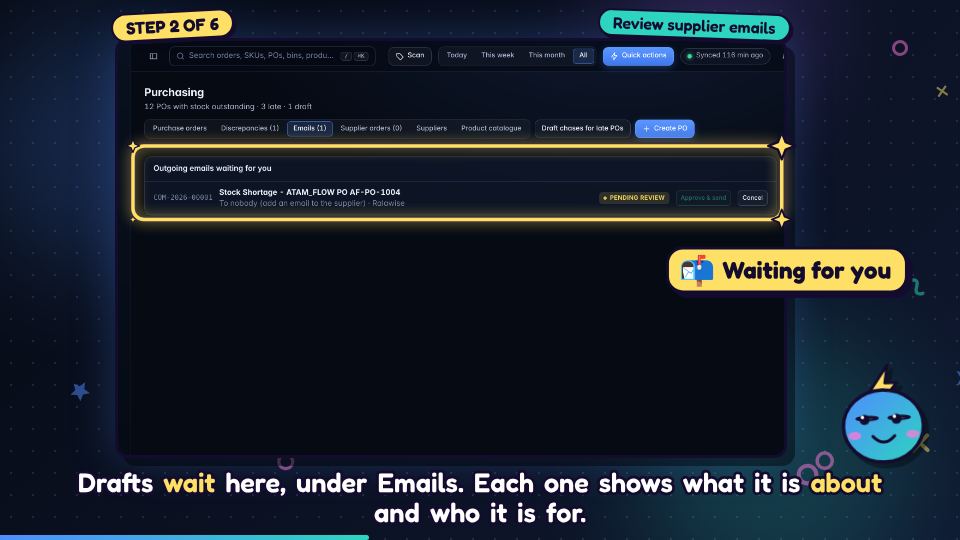 STEP 2 OF 6
Review supplier emails
Search orders, SKUs, POs, bins, produ... / ⌘K
Scan
Today This week This month All
Quick actions
Synced 116 min ago
Purchasing
12 POs with stock outstanding · 3 late · 1 draft
Purchase orders Discrepancies (1) Emails (1) Supplier orders (0) Suppliers Product catalogue
Draft chases for late POs
+ Create PO
Outgoing emails waiting for you
COM-2026-00001 Stock Shortage - ATAM_FLOW PO AF-PO-1004
To nobody (add an email to the supplier) · Ralawise
PENDING REVIEW
Approve & send
Cancel
Waiting for you
Drafts wait here, under Emails. Each one shows what it is about
and who it is for.